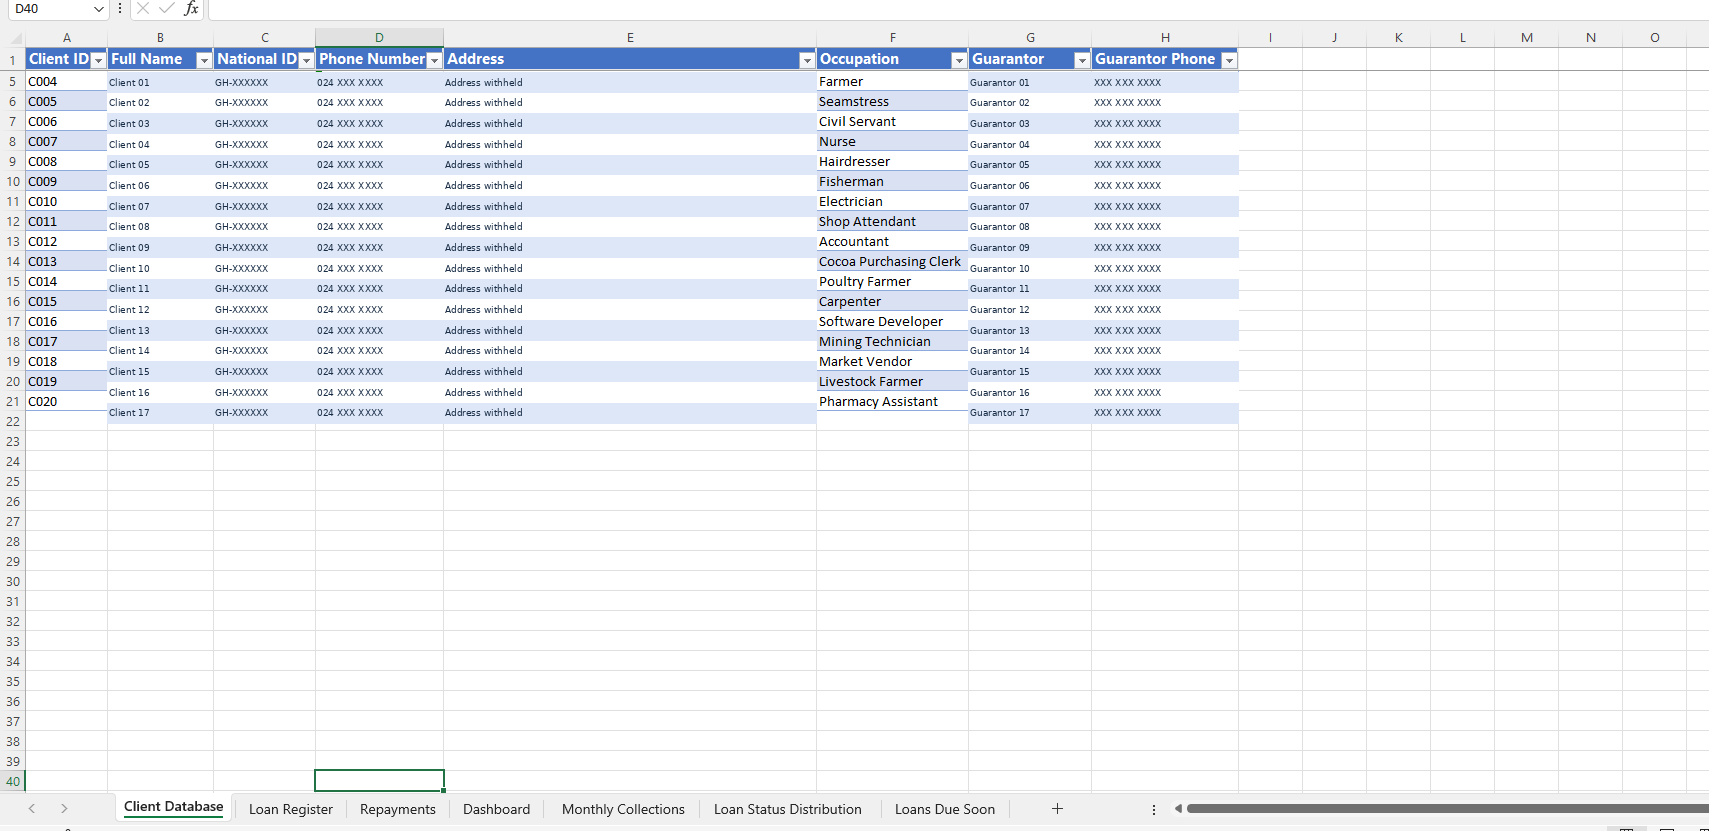 D40 fx
A B C D E F G H I J K L M N O
1 Client ID Full Name National ID Phone Number Address Occupation Guarantor Guarantor Phone
5 C004 Client 01 GH-XXXXXX 024 XXX XXXX Address withheld Farmer Guarantor 01 XXX XXX XXXX
6 C005 Client 02 GH-XXXXXX 024 XXX XXXX Address withheld Seamstress Guarantor 02 XXX XXX XXXX
7 C006 Client 03 GH-XXXXXX 024 XXX XXXX Address withheld Civil Servant Guarantor 03 XXX XXX XXXX
8 C007 Client 04 GH-XXXXXX 024 XXX XXXX Address withheld Nurse Guarantor 04 XXX XXX XXXX
9 C008 Client 05 GH-XXXXXX 024 XXX XXXX Address withheld Hairdresser Guarantor 05 XXX XXX XXXX
10 C009 Client 06 GH-XXXXXX 024 XXX XXXX Address withheld Fisherman Guarantor 06 XXX XXX XXXX
11 C010 Client 07 GH-XXXXXX 024 XXX XXXX Address withheld Electrician Guarantor 07 XXX XXX XXXX
12 C011 Client 08 GH-XXXXXX 024 XXX XXXX Address withheld Shop Attendant Guarantor 08 XXX XXX XXXX
13 C012 Client 09 GH-XXXXXX 024 XXX XXXX Address withheld Accountant Guarantor 09 XXX XXX XXXX
14 C013 Client 10 GH-XXXXXX 024 XXX XXXX Address withheld Cocoa Purchasing Clerk Guarantor 10 XXX XXX XXXX
15 C014 Client 11 GH-XXXXXX 024 XXX XXXX Address withheld Poultry Farmer Guarantor 11 XXX XXX XXXX
16 C015 Client 12 GH-XXXXXX 024 XXX XXXX Address withheld Carpenter Guarantor 12 XXX XXX XXXX
17 C016 Client 13 GH-XXXXXX 024 XXX XXXX Address withheld Software Developer Guarantor 13 XXX XXX XXXX
18 C017 Client 14 GH-XXXXXX 024 XXX XXXX Address withheld Mining Technician Guarantor 14 XXX XXX XXXX
19 C018 Client 15 GH-XXXXXX 024 XXX XXXX Address withheld Market Vendor Guarantor 15 XXX XXX XXXX
20 C019 Client 16 GH-XXXXXX 024 XXX XXXX Address withheld Livestock Farmer Guarantor 16 XXX XXX XXXX
21 C020 Client 17 GH-XXXXXX 024 XXX XXXX Address withheld Pharmacy Assistant Guarantor 17 XXX XXX XXXX
22
23
24
25
26
27
28
29
30
31
32
33
34
35
36
37
38
39
40
Client Database Loan Register Repayments Dashboard Monthly Collections Loan Status Distribution Loans Due Soon